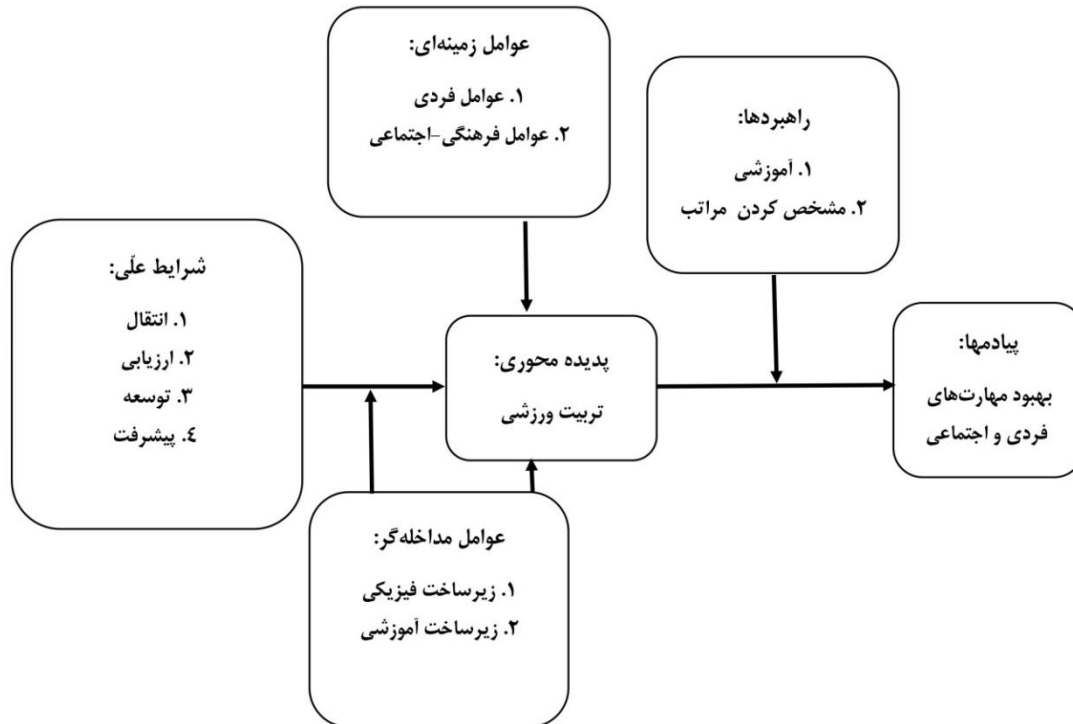 عوامل زمینه‌ای:
۱. عوامل فردی
۲. عوامل فرهنگی-اجتماعی
راهبردها:
۱. آموزشی
۲. مشخص کردن مراتب
شرایط علّی:
۱. انتقال
۲. ارزیابی
۳. توسعه
٤. پیشرفت
پدیده محوری:
تربیت ورزشی
پیادمها:
بهبود مهارت‌های
فردی و اجتماعی
عوامل مداخله‌گر:
۱. زیرساخت فیزیکی
۲. زیرساخت آموزشی